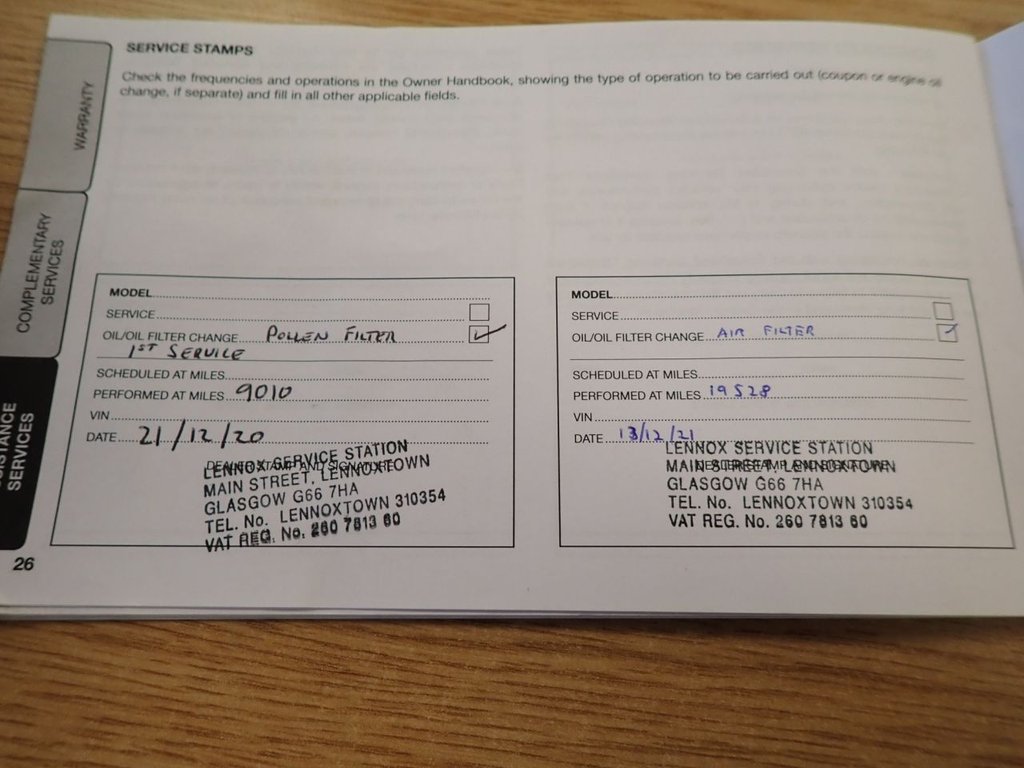 SERVICE STAMPS
Check the frequencies and operations in the Owner Handbook, showing the type of operation to be carried out (coupon or engine oil
change, if separate) and fill in all other applicable fields.
WARRANTY
COMPLEMENTARY
SERVICES
SERVICES
MODEL
SERVICE
OIL/OIL FILTER CHANGE POLLEN FILTER
1ST SERVICE
SCHEDULED AT MILES
PERFORMED AT MILES 9010
VIN
DATE 21/12/20
DEALER STAMP AND SIGNATURE
LENNOX SERVICE STATION
MAIN STREET, LENNOXTOWN
GLASGOW G66 7HA
TEL. No. LENNOXTOWN 310354
VAT REG. No. 260 7813 60
MODEL
SERVICE
OIL/OIL FILTER CHANGE AIR FILTER
SCHEDULED AT MILES
PERFORMED AT MILES 19528
VIN
DATE 13/12/21
LENNOX SERVICE STATION
MAIN STREET, LENNOXTOWN
GLASGOW G66 7HA
TEL. No. LENNOXTOWN 310354
VAT REG. No. 260 7813 60
26